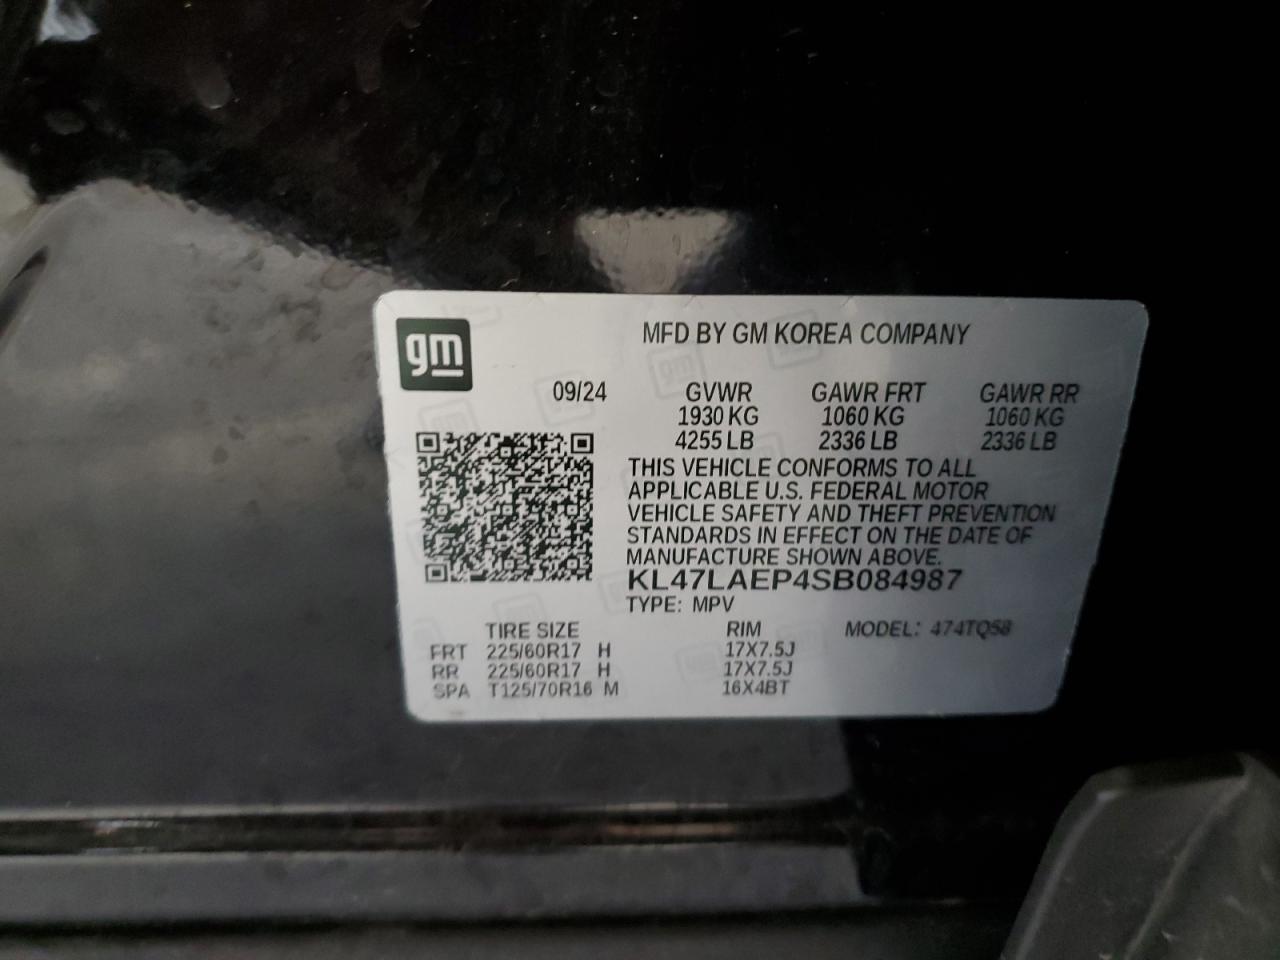 gm
MFD BY GM KOREA COMPANY
09/24 GVWR GAWR FRT GAWR RR
1930 KG 1060 KG 1060 KG
4255 LB 2336 LB 2336 LB
THIS VEHICLE CONFORMS TO ALL
APPLICABLE U.S. FEDERAL MOTOR
VEHICLE SAFETY AND THEFT PREVENTION
STANDARDS IN EFFECT ON THE DATE OF
MANUFACTURE SHOWN ABOVE.
KL47LAEP4SB084987
TYPE: MPV
TIRE SIZE RIM MODEL: 474TQ58
FRT 225/60R17 H 17X7.5J
RR 225/60R17 H 17X7.5J
SPA T125/70R16 M 16X4BT